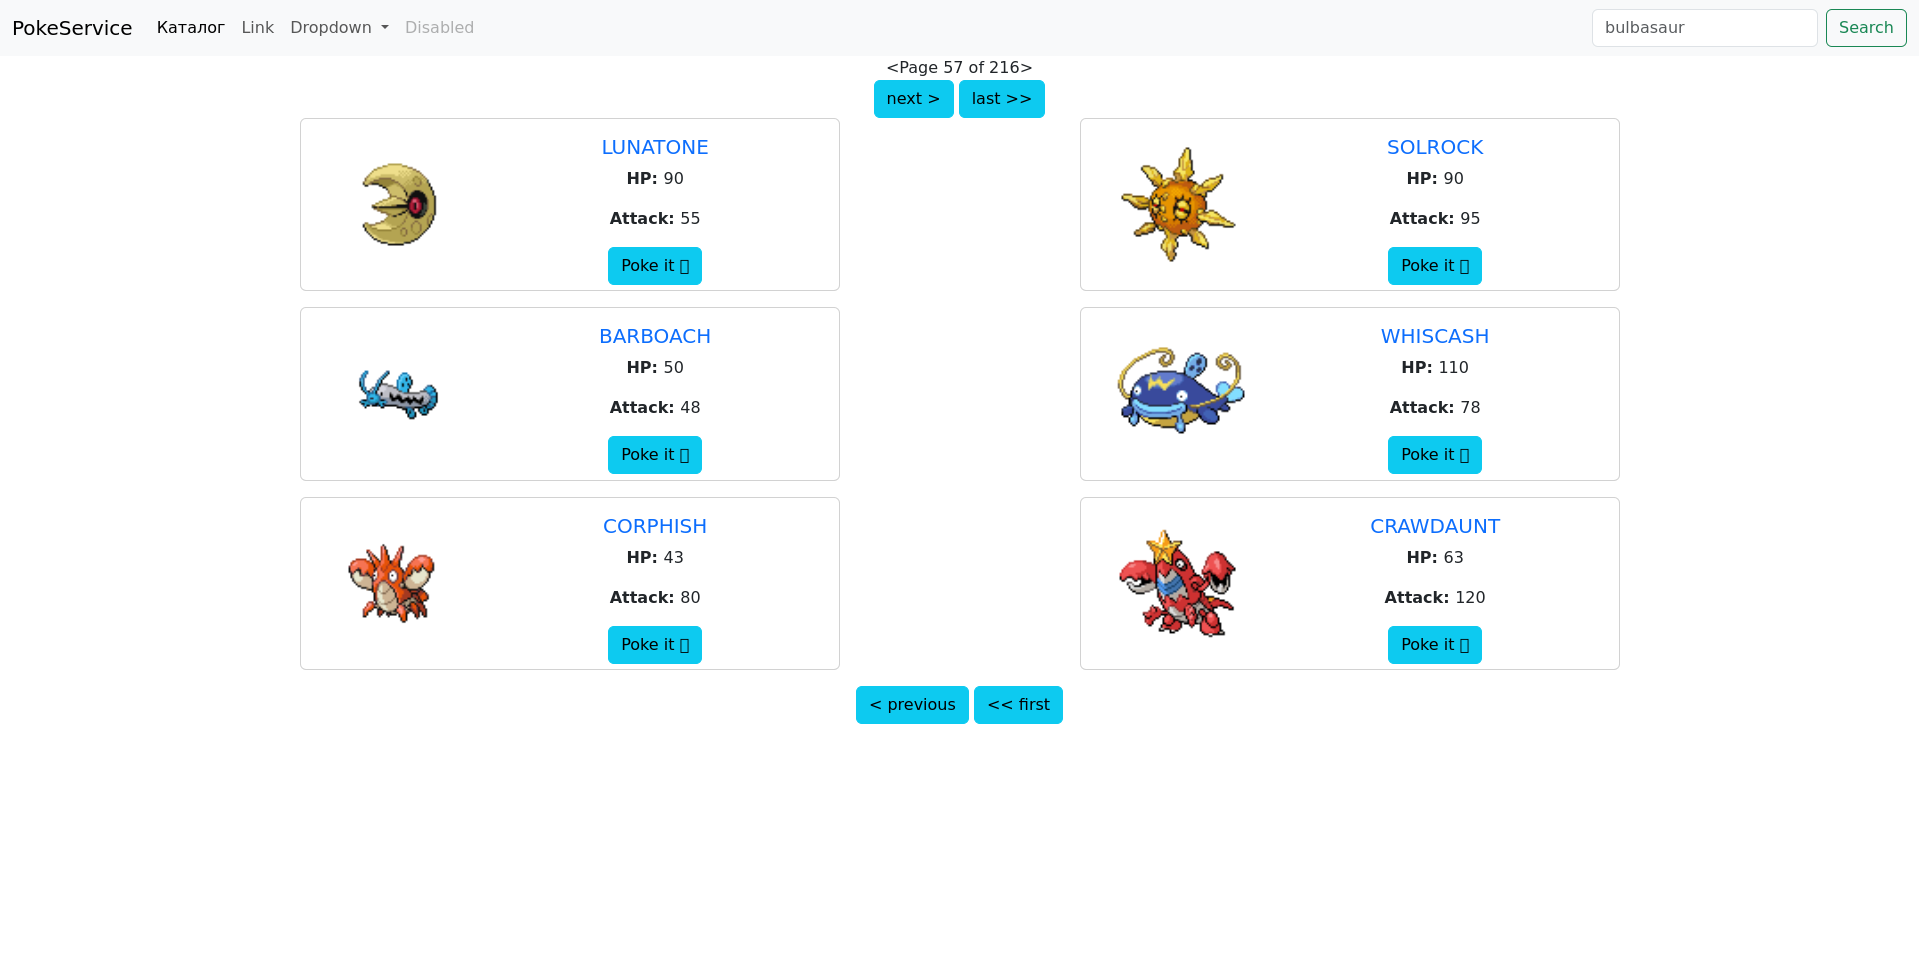 PokeService Каталог Link Dropdown Disabled bulbasaur Search
<Page 57 of 216>
next > last >>
LUNATONE
HP: 90
Attack: 55
Poke it
SOLROCK
HP: 90
Attack: 95
Poke it
BARBOACH
HP: 50
Attack: 48
Poke it
WHISCASH
HP: 110
Attack: 78
Poke it
CORPHISH
HP: 43
Attack: 80
Poke it
CRAWDAUNT
HP: 63
Attack: 120
Poke it
< previous << first